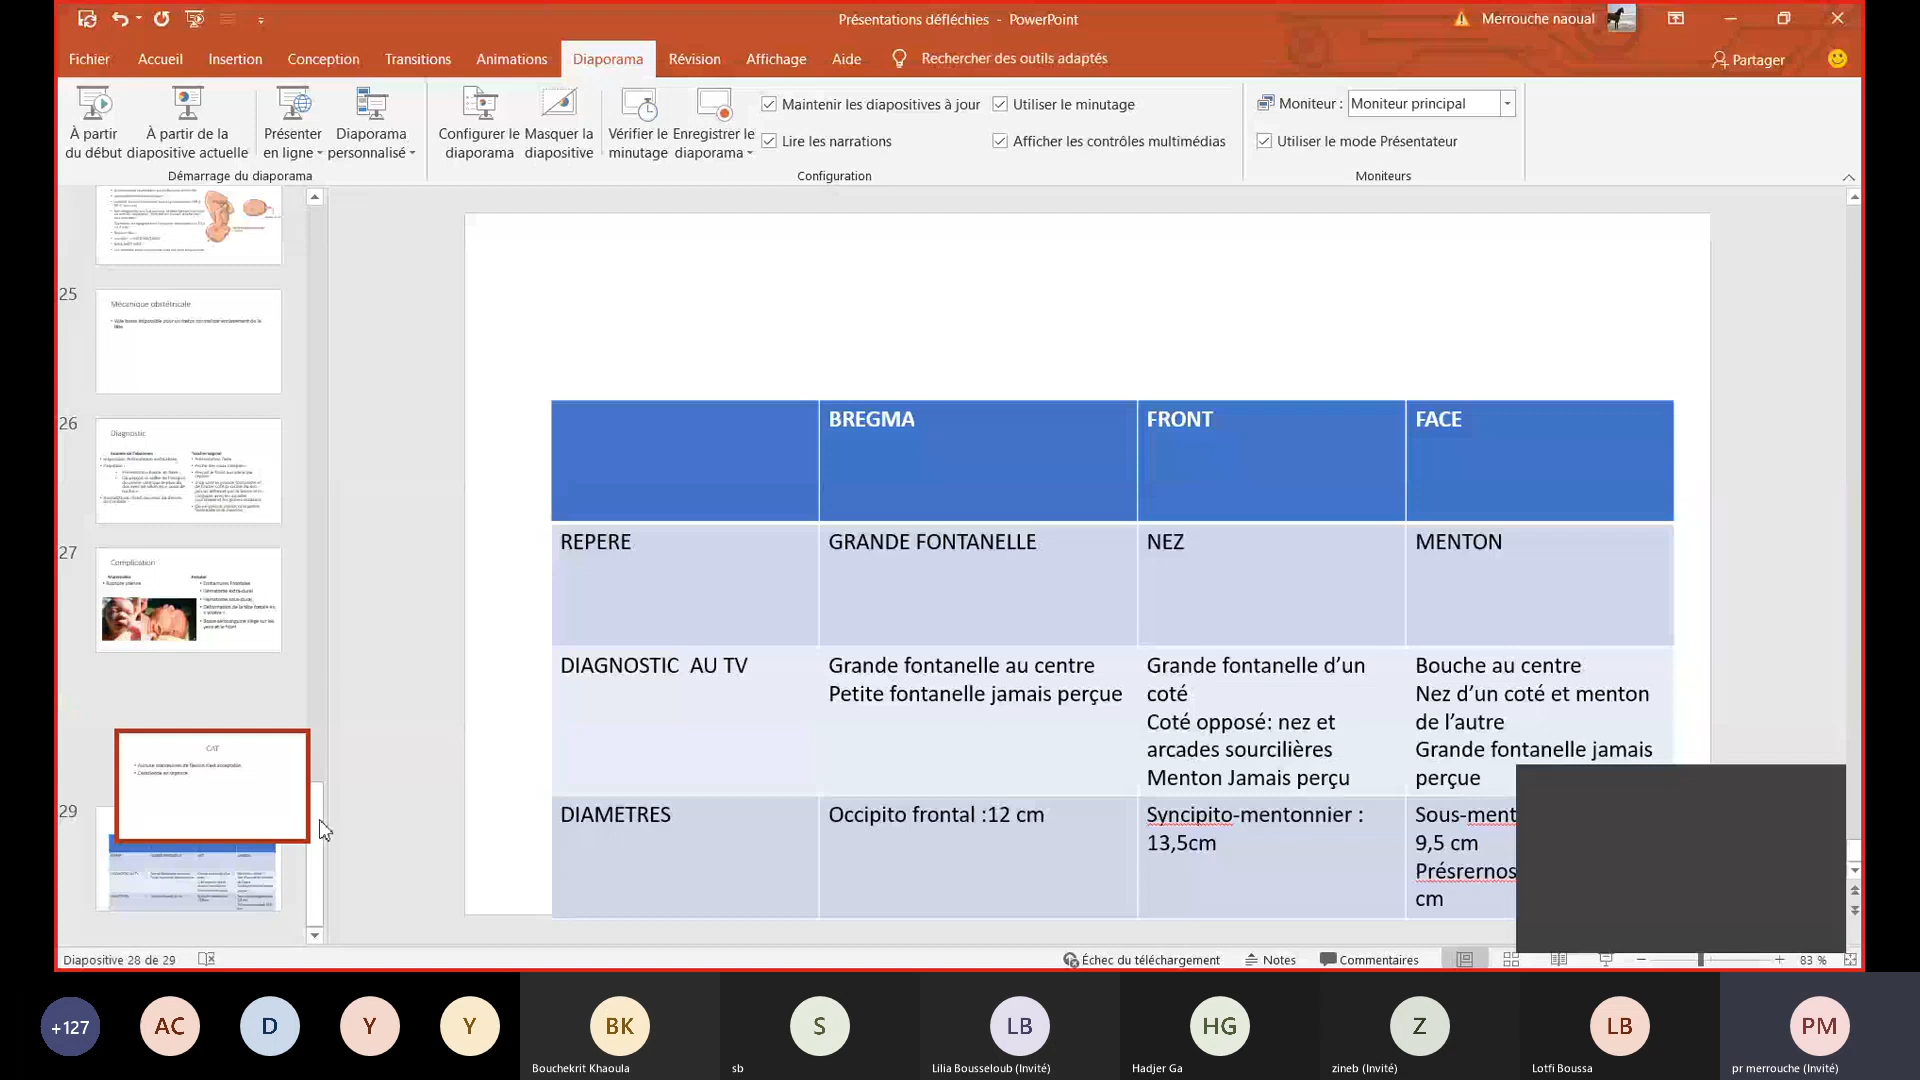 Présentations défléchies - PowerPoint
Merrouche naoual
Fichier Accueil Insertion Conception Transitions Animations Diaporama Révision Affichage Aide Rechercher des outils adaptés
Partager
À partir du début
À partir de la diapositive actuelle
Présenter en ligne
Diaporama personnalisé
Configurer le diaporama
Masquer la diapositive
Vérifier le minutage
Enregistrer le diaporama
Maintenir les diapositives à jour
Lire les narrations
Utiliser le minutage
Afficher les contrôles multimédias
Moniteur : Moniteur principal
Utiliser le mode Présentateur
Démarrage du diaporama
Configuration
Moniteurs
25
Mécanique obstétricale
26
Diagnostic
27
Complication
CAT
29
BREGMA FRONT FACE
REPERE GRANDE FONTANELLE NEZ MENTON
DIAGNOSTIC AU TV
Grande fontanelle au centre
Petite fontanelle jamais perçue
Grande fontanelle d’un
coté
Coté opposé: nez et
arcades sourcilières
Menton Jamais perçu
Bouche au centre
Nez d’un coté et menton
de l’autre
Grande fontanelle jamais
perçue
DIAMETRES
Occipito frontal :12 cm
Syncipito-mentonnier :
13,5cm
Sous-ment
9,5 cm
Présrernos
cm
Diapositive 28 de 29
Échec du téléchargement
Notes
Commentaires
83 %
+127
AC
D
Y
Y
BK
Bouchekrit Khaoula
S
sb
LB
Lilia Bousseloub (Invité)
HG
Hadjer Ga
Z
zineb (Invité)
LB
Lotfi Boussa
PM
pr merrouche (Invité)